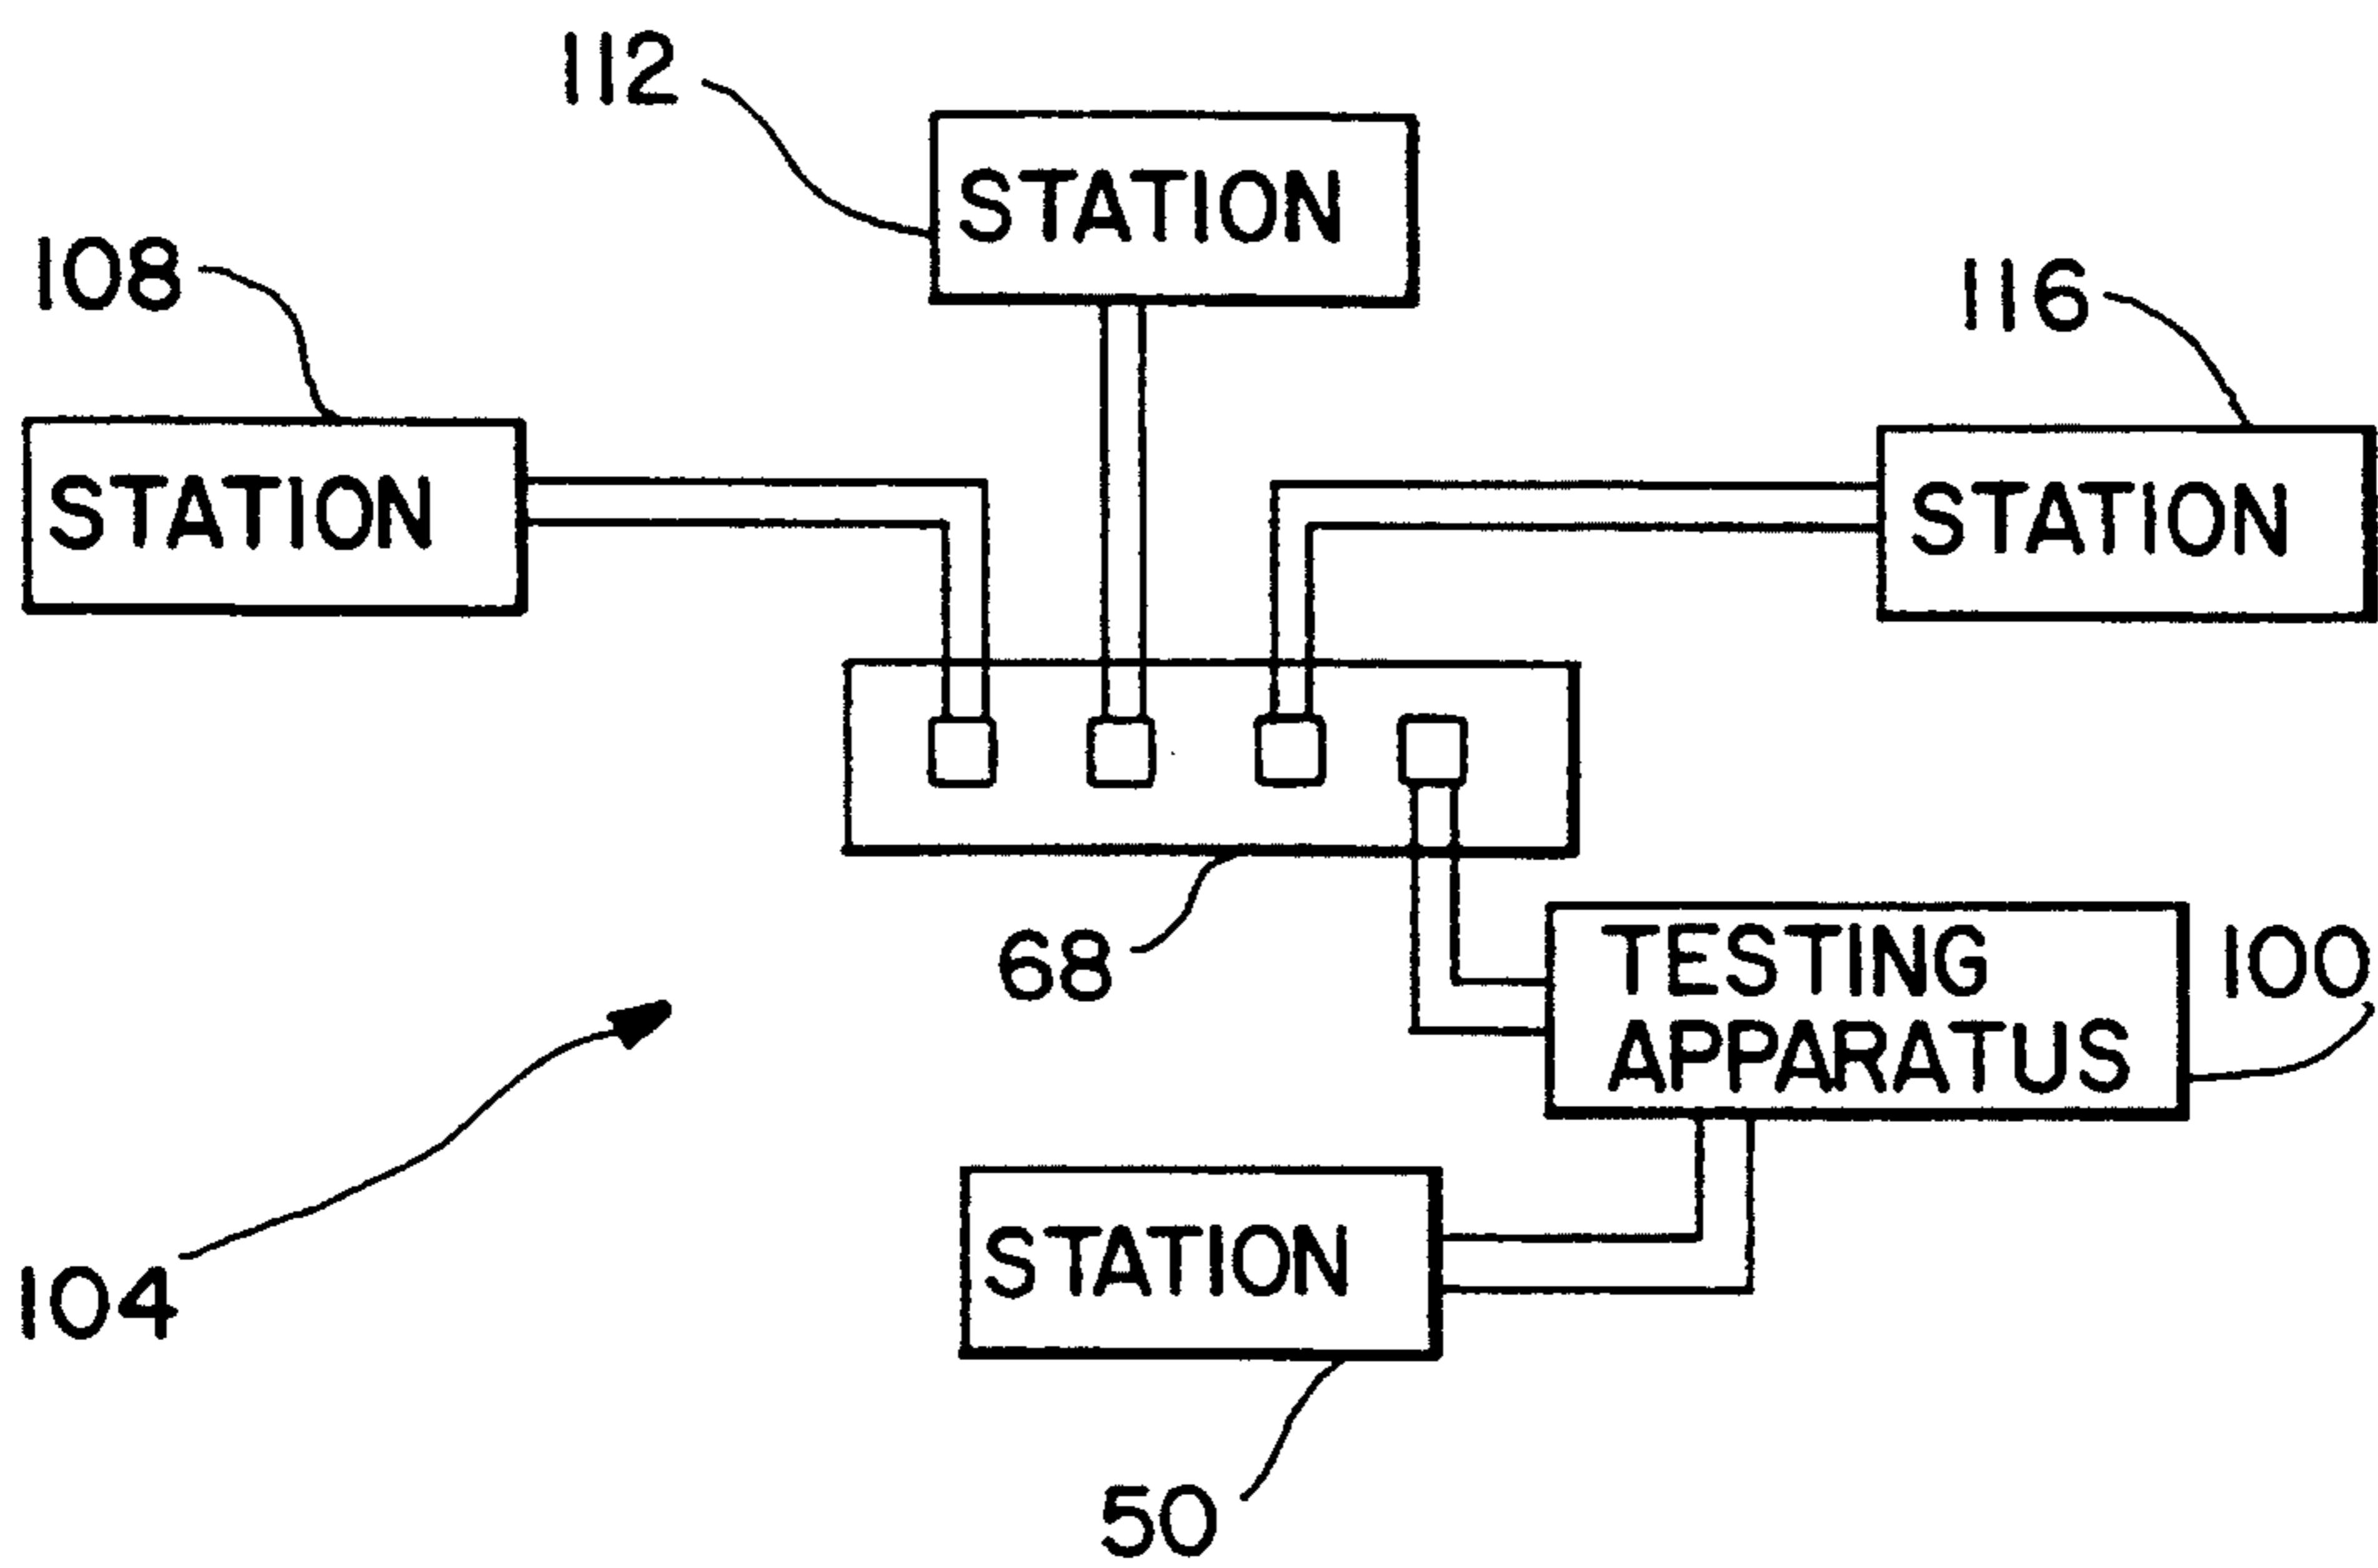 112
STATION
108
116
STATION
STATION
68
TESTING
APPARATUS
100
STATION
104
50